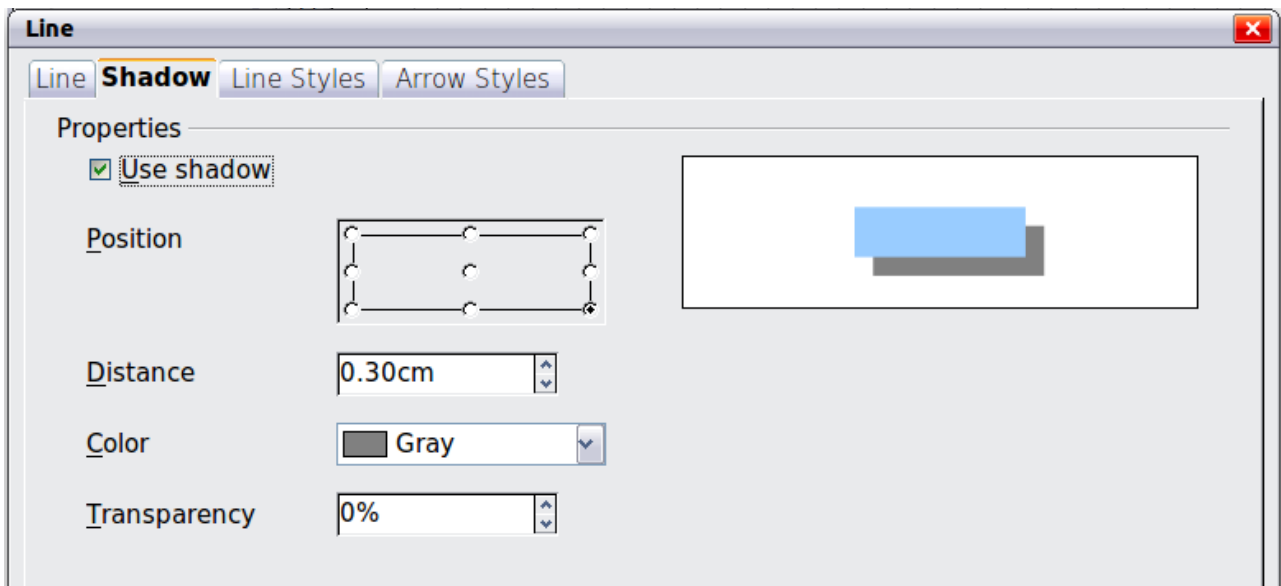 Line
Line Shadow Line Styles Arrow Styles
Properties
Use shadow
Position
Distance 0.30cm
Color Gray
Transparency 0%